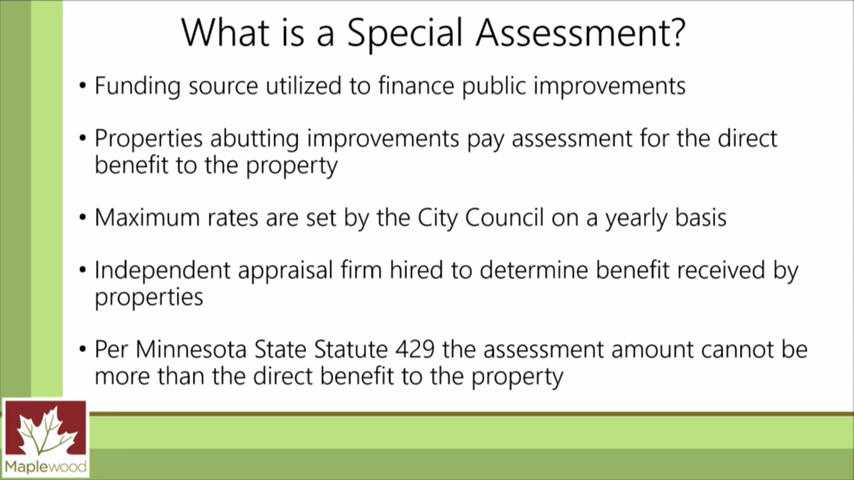 What is a Special Assessment?
• Funding source utilized to finance public improvements
• Properties abutting improvements pay assessment for the direct
benefit to the property
• Maximum rates are set by the City Council on a yearly basis
• Independent appraisal firm hired to determine benefit received by
properties
• Per Minnesota State Statute 429 the assessment amount cannot be
more than the direct benefit to the property
Maplewood